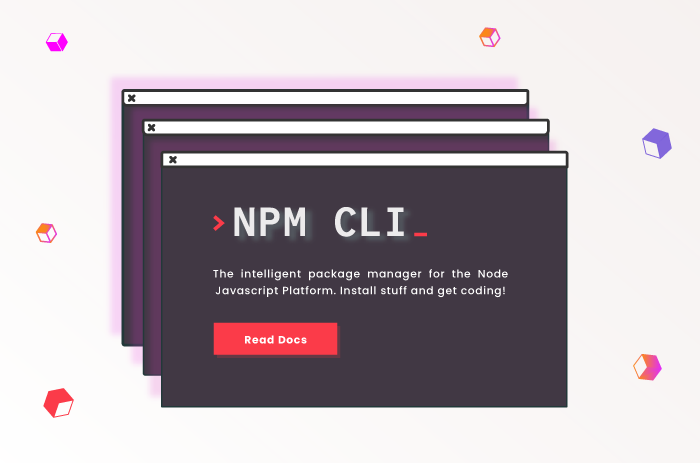 >NPM CLI_
The intelligent package manager for the Node
Javascript Platform. Install stuff and get coding!
Read Docs